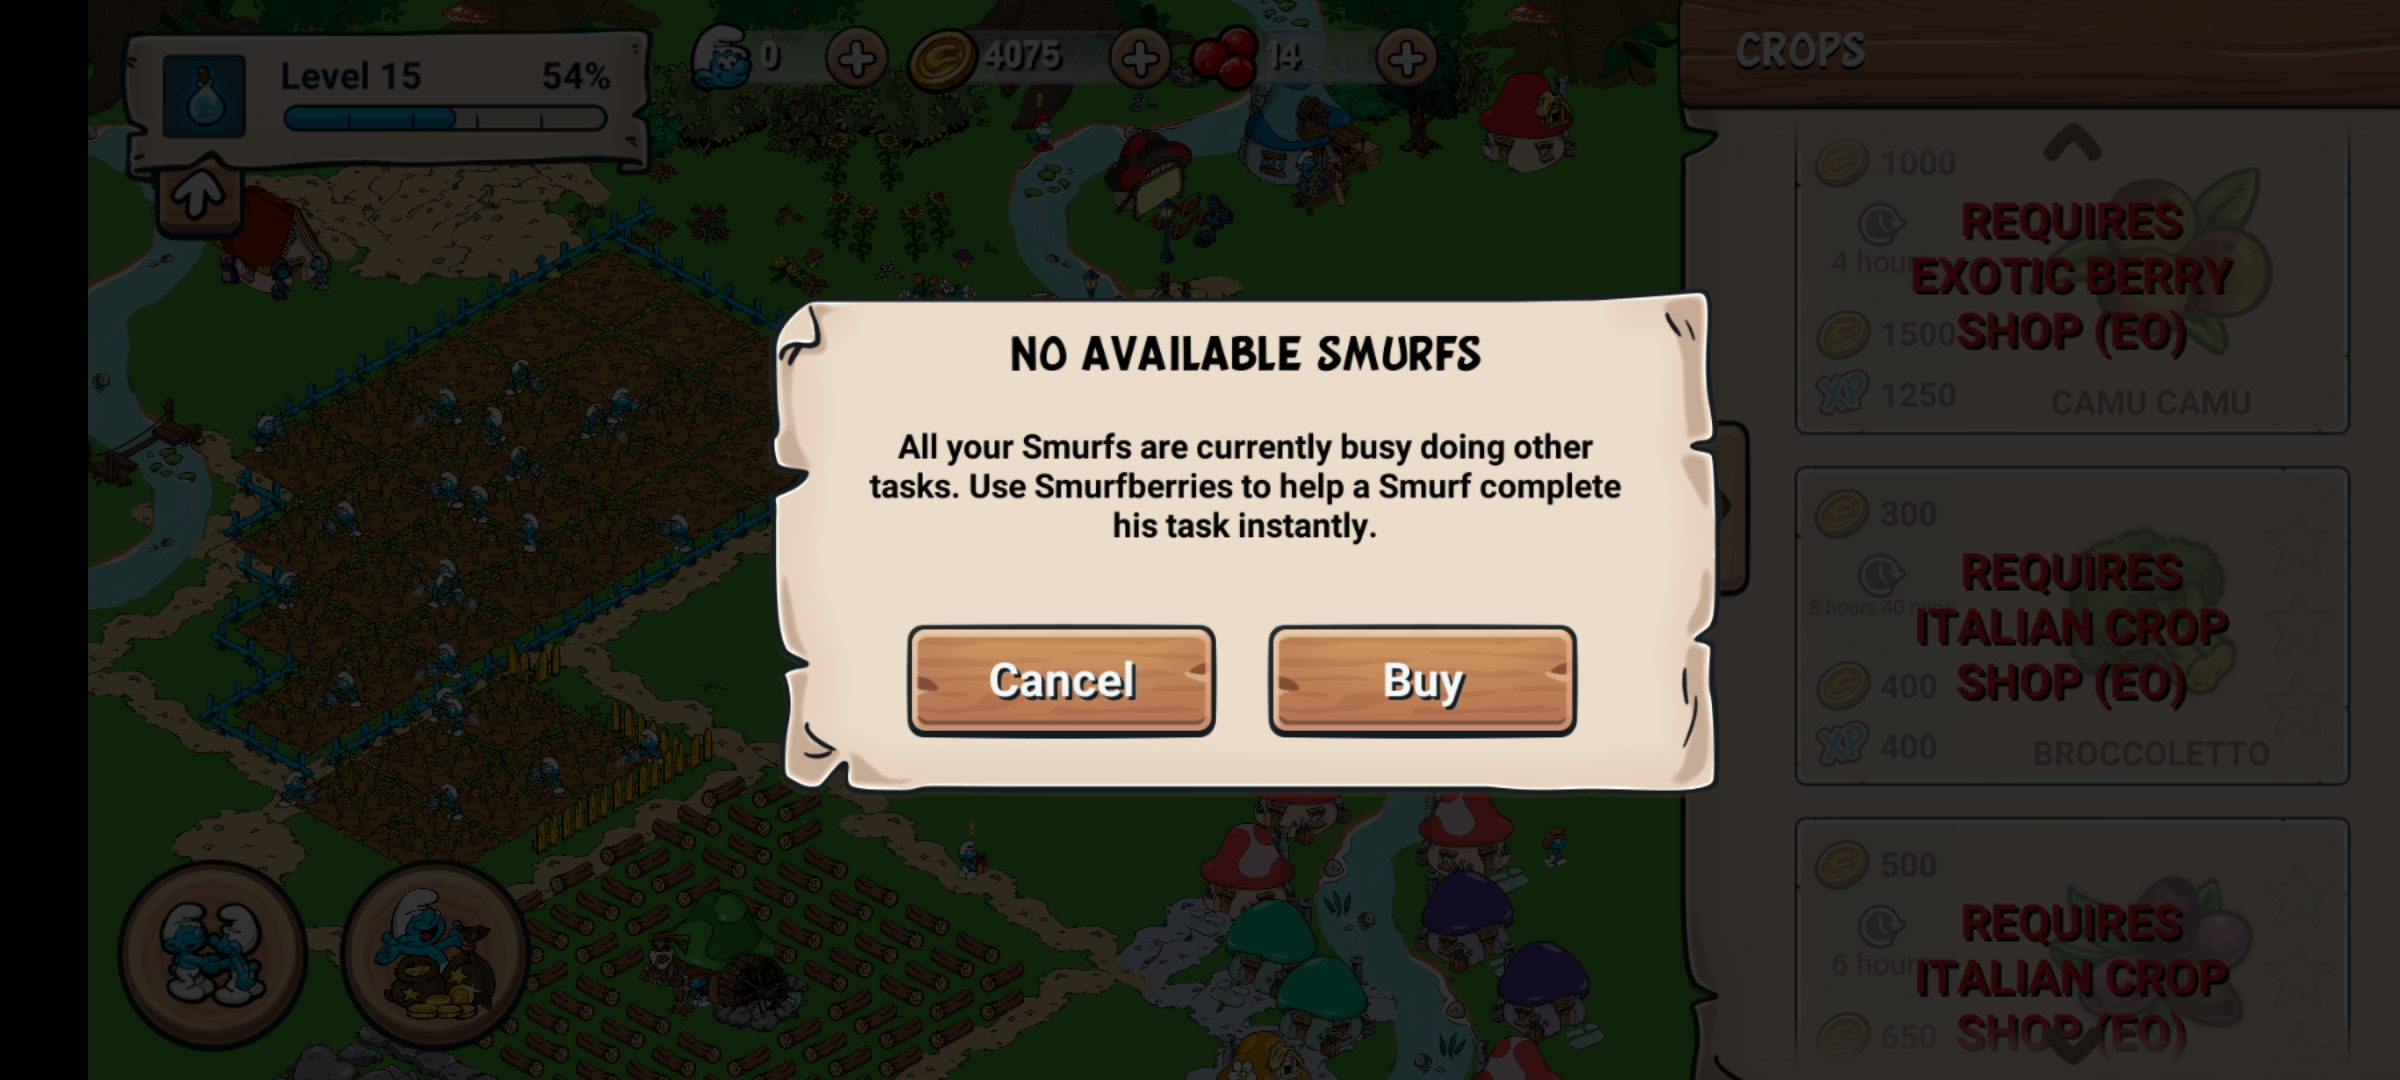 Level 15
54%
0
4075
14
CROPS
1000
4 hour
1500
XP 1250
REQUIRES
EXOTIC BERRY
SHOP (EO)
CAMU CAMU
NO AVAILABLE SMURFS
All your Smurfs are currently busy doing other
tasks. Use Smurfberries to help a Smurf complete
his task instantly.
Cancel
Buy
300
5 hours 40 mins
400
XP 400
REQUIRES
ITALIAN CROP
SHOP (EO)
BROCCOLETTO
500
6 hour
650
REQUIRES
ITALIAN CROP
SHOP (EO)